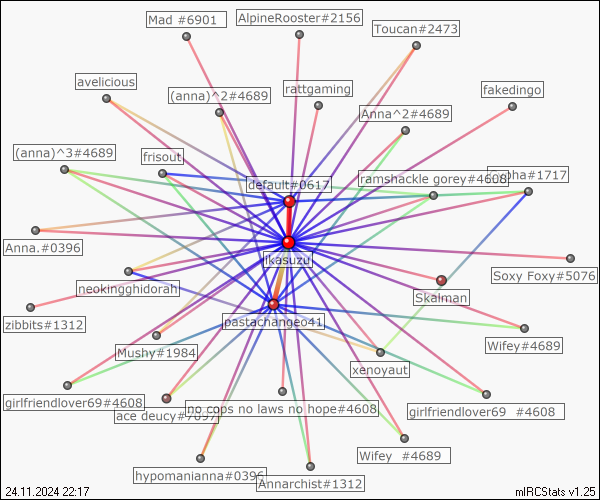 Mad #6901
AlpineRooster#2156
Toucan#2473
avelicious
(anna)^2#4689
rattgaming
Anna^2#4689
fakedingo
(anna)^3#4689
frisout
default#0617
ramshackle gorey#4608
#1717
Anna.#0396
ikasuzu
Soxy Foxy#5076
neokingghidorah
Skalman
zibbits#1312
pastachangeo41
Mushy#1984
Wifey#4689
xenoyaut
girlfriendlover69#4608
ace deucy#7097
no cops no laws no hope#4608
girlfriendlover69 #4608
hypomanianna#0396
Annarchist#1312
Wifey #4689
24.11.2024 22:17
mIRCStats v1.25